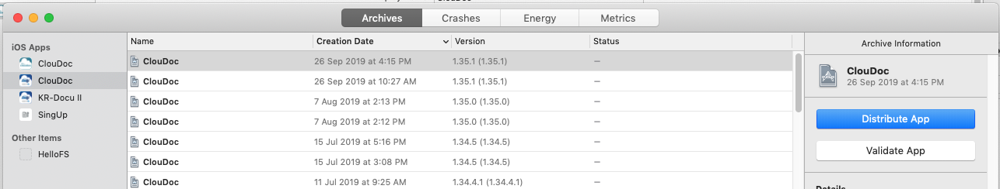 Archives Crashes Energy Metrics
iOS Apps
ClouDoc
ClouDoc
KR-Docu II
SingUp
Other Items
HelloFS
Name Creation Date Version Status
ClouDoc 26 Sep 2019 at 4:15 PM 1.35.1 (1.35.1) --
ClouDoc 26 Sep 2019 at 10:27 AM 1.35.1 (1.35.1) --
ClouDoc 7 Aug 2019 at 2:13 PM 1.35.0 (1.35.0) --
ClouDoc 7 Aug 2019 at 2:12 PM 1.35.0 (1.35.0) --
ClouDoc 15 Jul 2019 at 5:16 PM 1.34.5 (1.34.5) --
ClouDoc 15 Jul 2019 at 3:08 PM 1.34.5 (1.34.5) --
ClouDoc 11 Jul 2019 at 9:25 AM 1.34.4.1 (1.34.4.1) --
Archive Information
ClouDoc
26 Sep 2019 at 4:15 PM
Distribute App
Validate App
Details